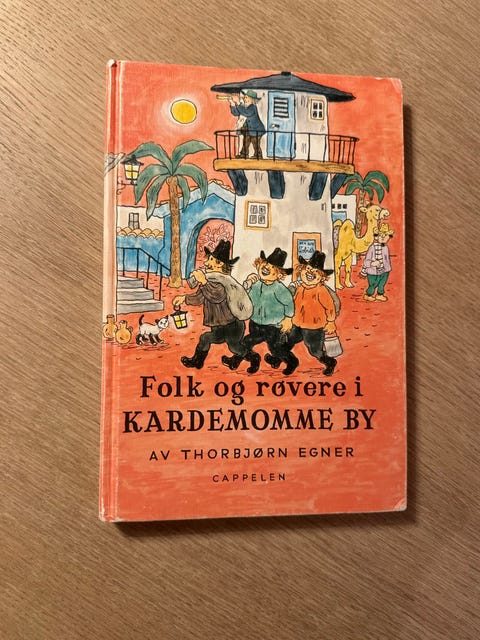 Folk og røvere i
KARDEMOMME BY
AV THORBJØRN EGNER
CAPPELEN